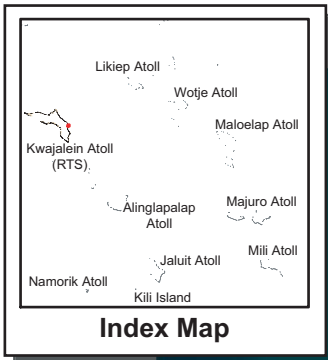 Likiep Atoll
Wotje Atoll
Maloelap Atoll
Kwajalein Atoll
(RTS)
Alinglapalap
Atoll
Majuro Atoll
Jaluit Atoll
Mili Atoll
Namorik Atoll
Kili Island
Index Map